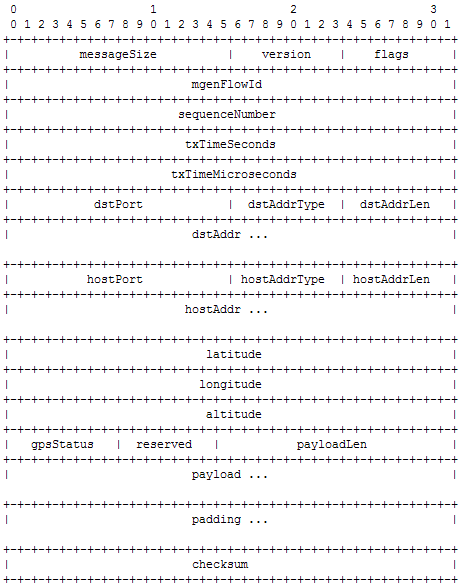 0                   1                   2                   3
 0 1 2 3 4 5 6 7 8 9 0 1 2 3 4 5 6 7 8 9 0 1 2 3 4 5 6 7 8 9 0 1
+-+-+-+-+-+-+-+-+-+-+-+-+-+-+-+-+-+-+-+-+-+-+-+-+-+-+-+-+-+-+-+-+
|          messageSize          |    version    |    flags      |
+-+-+-+-+-+-+-+-+-+-+-+-+-+-+-+-+-+-+-+-+-+-+-+-+-+-+-+-+-+-+-+-+
|                          mgenFlowId                           |
+-+-+-+-+-+-+-+-+-+-+-+-+-+-+-+-+-+-+-+-+-+-+-+-+-+-+-+-+-+-+-+-+
|                        sequenceNumber                         |
+-+-+-+-+-+-+-+-+-+-+-+-+-+-+-+-+-+-+-+-+-+-+-+-+-+-+-+-+-+-+-+-+
|                         txTimeSeconds                         |
+-+-+-+-+-+-+-+-+-+-+-+-+-+-+-+-+-+-+-+-+-+-+-+-+-+-+-+-+-+-+-+-+
|                       txTimeMicroseconds                      |
+-+-+-+-+-+-+-+-+-+-+-+-+-+-+-+-+-+-+-+-+-+-+-+-+-+-+-+-+-+-+-+-+
|            dstPort            |  dstAddrType  |  dstAddrLen   |
+-+-+-+-+-+-+-+-+-+-+-+-+-+-+-+-+-+-+-+-+-+-+-+-+-+-+-+-+-+-+-+-+
|                          dstAddr ...
+-+-+-+-+-+-+-+-+-+-+-+-+-+-+-+-+-+-+-+-+-+-+-+-+-+-+-+-+-+-+-+-+
|           hostPort            | hostAddrType  | hostAddrLen   |
+-+-+-+-+-+-+-+-+-+-+-+-+-+-+-+-+-+-+-+-+-+-+-+-+-+-+-+-+-+-+-+-+
|                         hostAddr ...                          |
+-+-+-+-+-+-+-+-+-+-+-+-+-+-+-+-+-+-+-+-+-+-+-+-+-+-+-+-+-+-+-+-+
|                            latitude                           |
+-+-+-+-+-+-+-+-+-+-+-+-+-+-+-+-+-+-+-+-+-+-+-+-+-+-+-+-+-+-+-+-+
|                           longitude                           |
+-+-+-+-+-+-+-+-+-+-+-+-+-+-+-+-+-+-+-+-+-+-+-+-+-+-+-+-+-+-+-+-+
|                            altitude                           |
+-+-+-+-+-+-+-+-+-+-+-+-+-+-+-+-+-+-+-+-+-+-+-+-+-+-+-+-+-+-+-+-+
|   gpsStatus   |  reserved   |           payloadLen            |
+-+-+-+-+-+-+-+-+-+-+-+-+-+-+-+-+-+-+-+-+-+-+-+-+-+-+-+-+-+-+-+-+
|                          payload ...                          |
+-+-+-+-+-+-+-+-+-+-+-+-+-+-+-+-+-+-+-+-+-+-+-+-+-+-+-+-+-+-+-+-+
|                          padding ...                          |
+-+-+-+-+-+-+-+-+-+-+-+-+-+-+-+-+-+-+-+-+-+-+-+-+-+-+-+-+-+-+-+-+
|                          checksum                             |